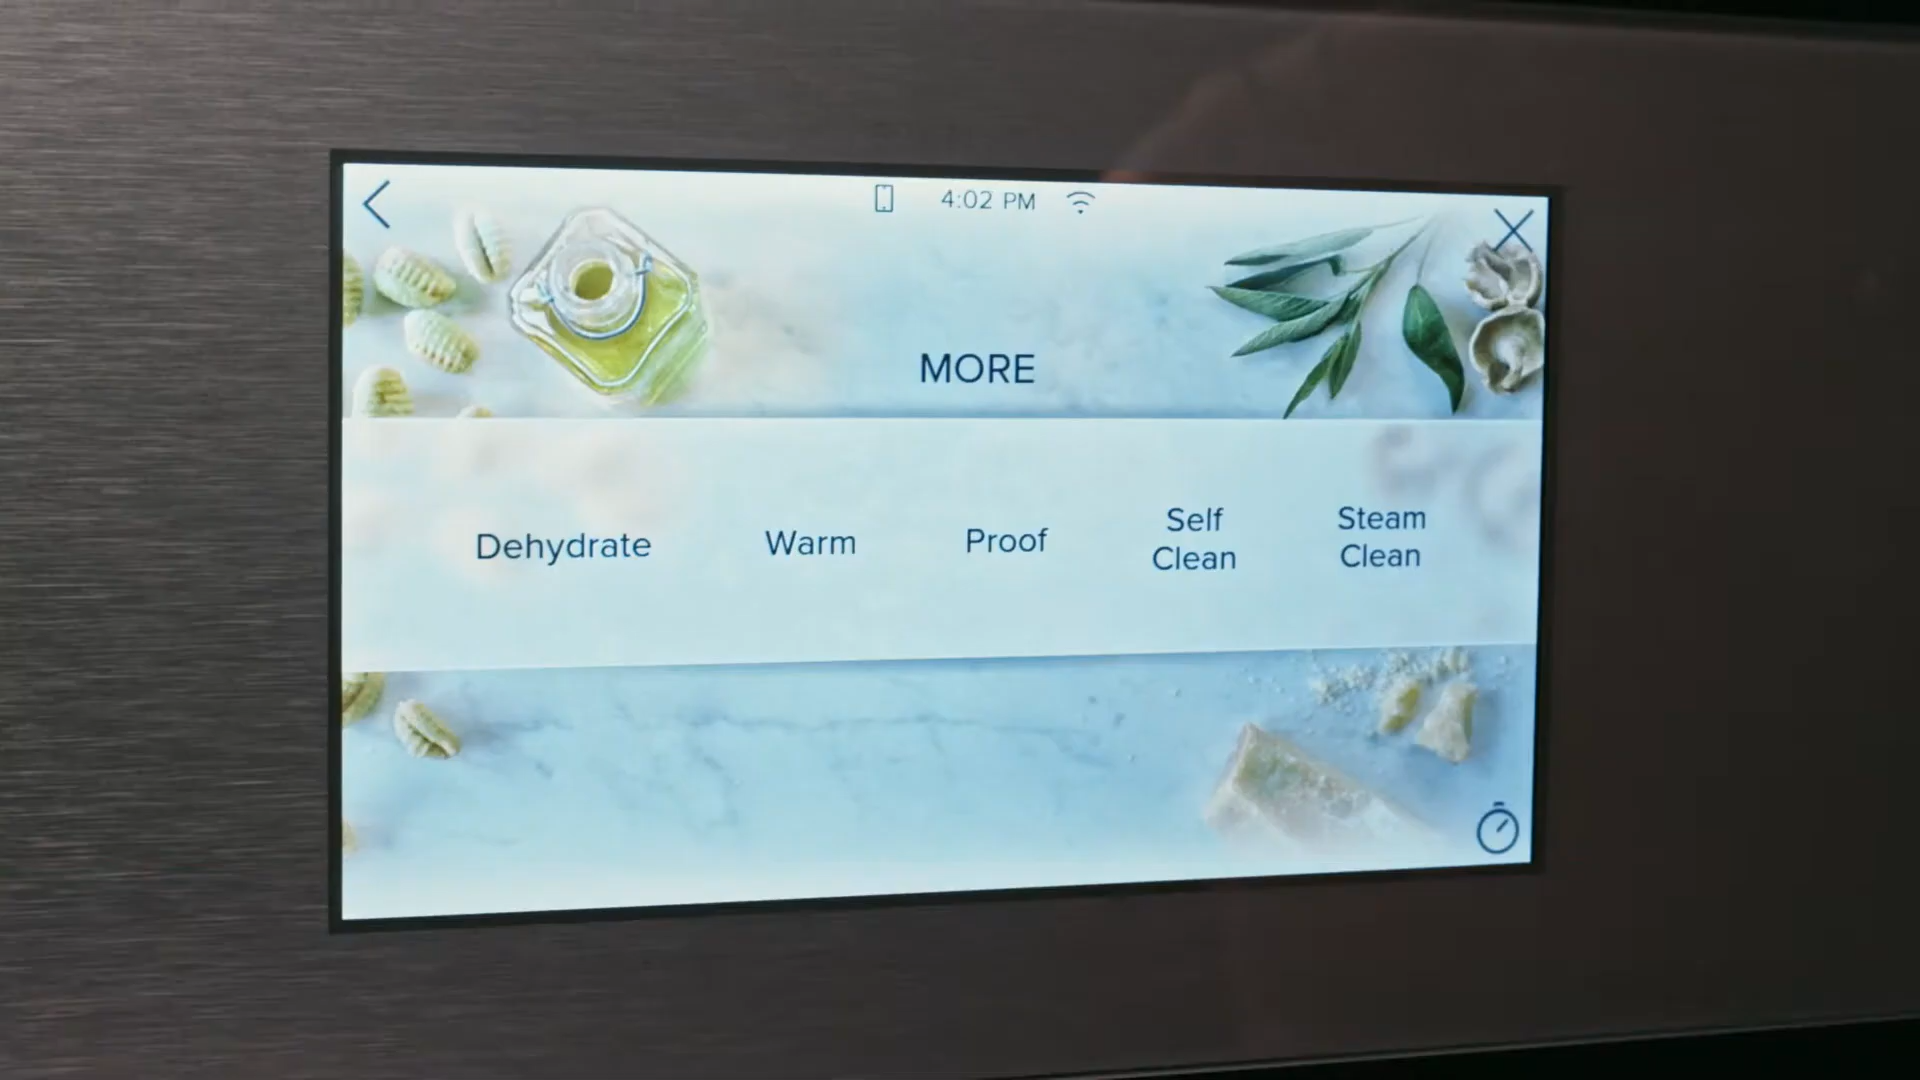 4:02 PM
MORE
Dehydrate
Warm
Proof
Self
Clean
Steam
Clean